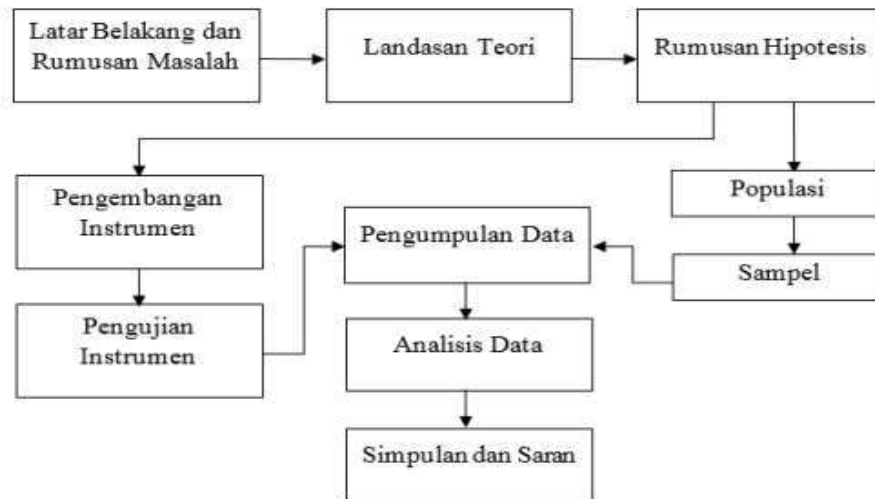 Latar Belakang dan
Rumusan Masalah
Landasan Teori
Rumusan Hipotesis
Pengembangan
Instrumen
Populasi
Pengumpulan Data
Sampel
Pengujian
Instrumen
Analisis Data
Simpulan dan Saran